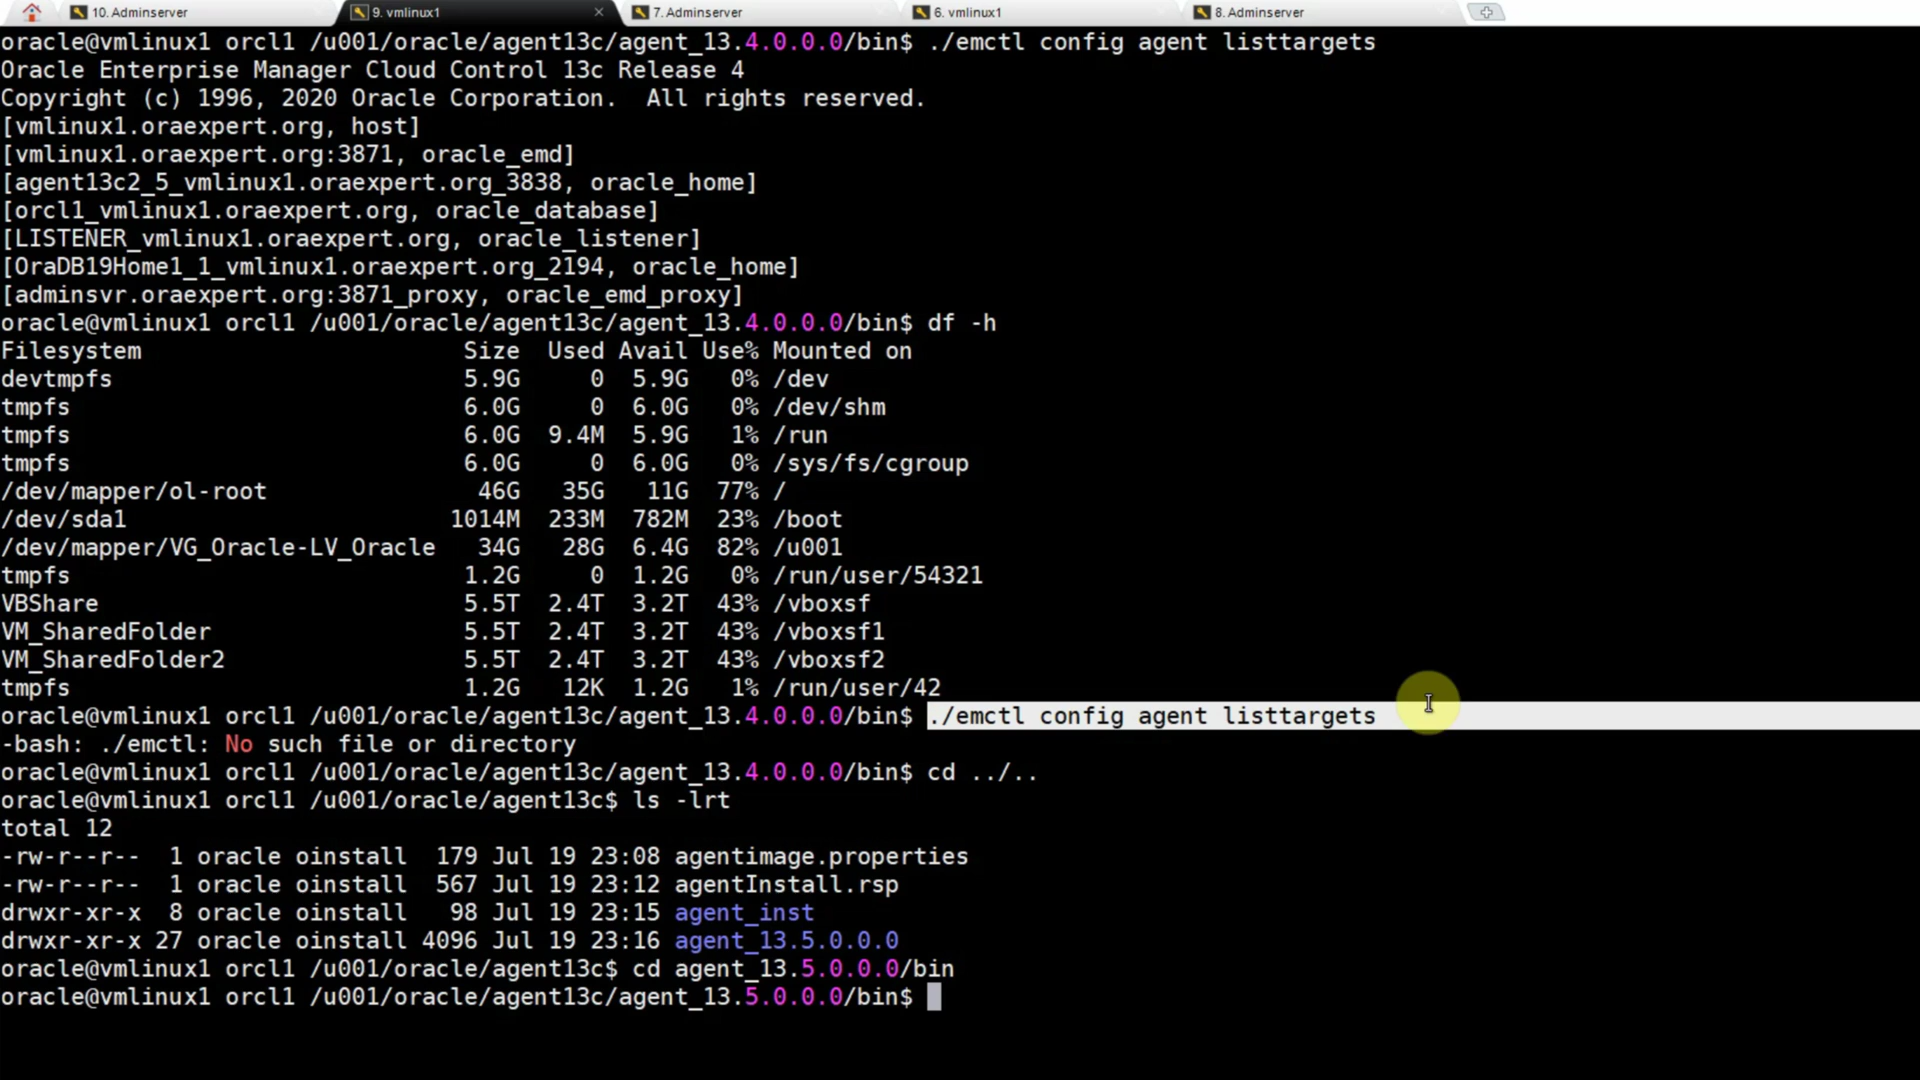 10. Adminserver
9. vmlinux1
7. Adminserver
6. vmlinux1
8. Adminserver
oracle@vmlinux1 orcl1 /u001/oracle/agent13c/agent_13.4.0.0.0/bin$ ./emctl config agent listtargets
Oracle Enterprise Manager Cloud Control 13c Release 4
Copyright (c) 1996, 2020 Oracle Corporation.  All rights reserved.
[vmlinux1.oraexpert.org, host]
[vmlinux1.oraexpert.org:3871, oracle_emd]
[agent13c2_5_vmlinux1.oraexpert.org_3838, oracle_home]
[orcl1_vmlinux1.oraexpert.org, oracle_database]
[LISTENER_vmlinux1.oraexpert.org, oracle_listener]
[OraDB19Home1_1_vmlinux1.oraexpert.org_2194, oracle_home]
[adminsvr.oraexpert.org:3871_proxy, oracle_emd_proxy]
oracle@vmlinux1 orcl1 /u001/oracle/agent13c/agent_13.4.0.0.0/bin$ df -h
Filesystem                       Size  Used Avail Use% Mounted on
devtmpfs                         5.9G     0  5.9G   0% /dev
tmpfs                            6.0G     0  6.0G   0% /dev/shm
tmpfs                            6.0G  9.4M  5.9G   1% /run
tmpfs                            6.0G     0  6.0G   0% /sys/fs/cgroup
/dev/mapper/ol-root               46G   35G   11G  77% /
/dev/sda1                       1014M  233M  782M  23% /boot
/dev/mapper/VG_Oracle-LV_Oracle   34G   28G  6.4G  82% /u001
tmpfs                            1.2G     0  1.2G   0% /run/user/54321
VBShare                          5.5T  2.4T  3.2T  43% /vboxsf
VM_SharedFolder                  5.5T  2.4T  3.2T  43% /vboxsf1
VM_SharedFolder2                 5.5T  2.4T  3.2T  43% /vboxsf2
tmpfs                            1.2G   12K  1.2G   1% /run/user/42
oracle@vmlinux1 orcl1 /u001/oracle/agent13c/agent_13.4.0.0.0/bin$ ./emctl config agent listtargets
-bash: ./emctl: No such file or directory
oracle@vmlinux1 orcl1 /u001/oracle/agent13c/agent_13.4.0.0.0/bin$ cd ../..
oracle@vmlinux1 orcl1 /u001/oracle/agent13c$ ls -lrt
total 12
-rw-r--r--  1 oracle oinstall  179 Jul 19 23:08 agentimage.properties
-rw-r--r--  1 oracle oinstall  567 Jul 19 23:12 agentInstall.rsp
drwxr-xr-x  8 oracle oinstall   98 Jul 19 23:15 agent_inst
drwxr-xr-x 27 oracle oinstall 4096 Jul 19 23:16 agent_13.5.0.0.0
oracle@vmlinux1 orcl1 /u001/oracle/agent13c$ cd agent_13.5.0.0.0/bin
oracle@vmlinux1 orcl1 /u001/oracle/agent13c/agent_13.5.0.0.0/bin$